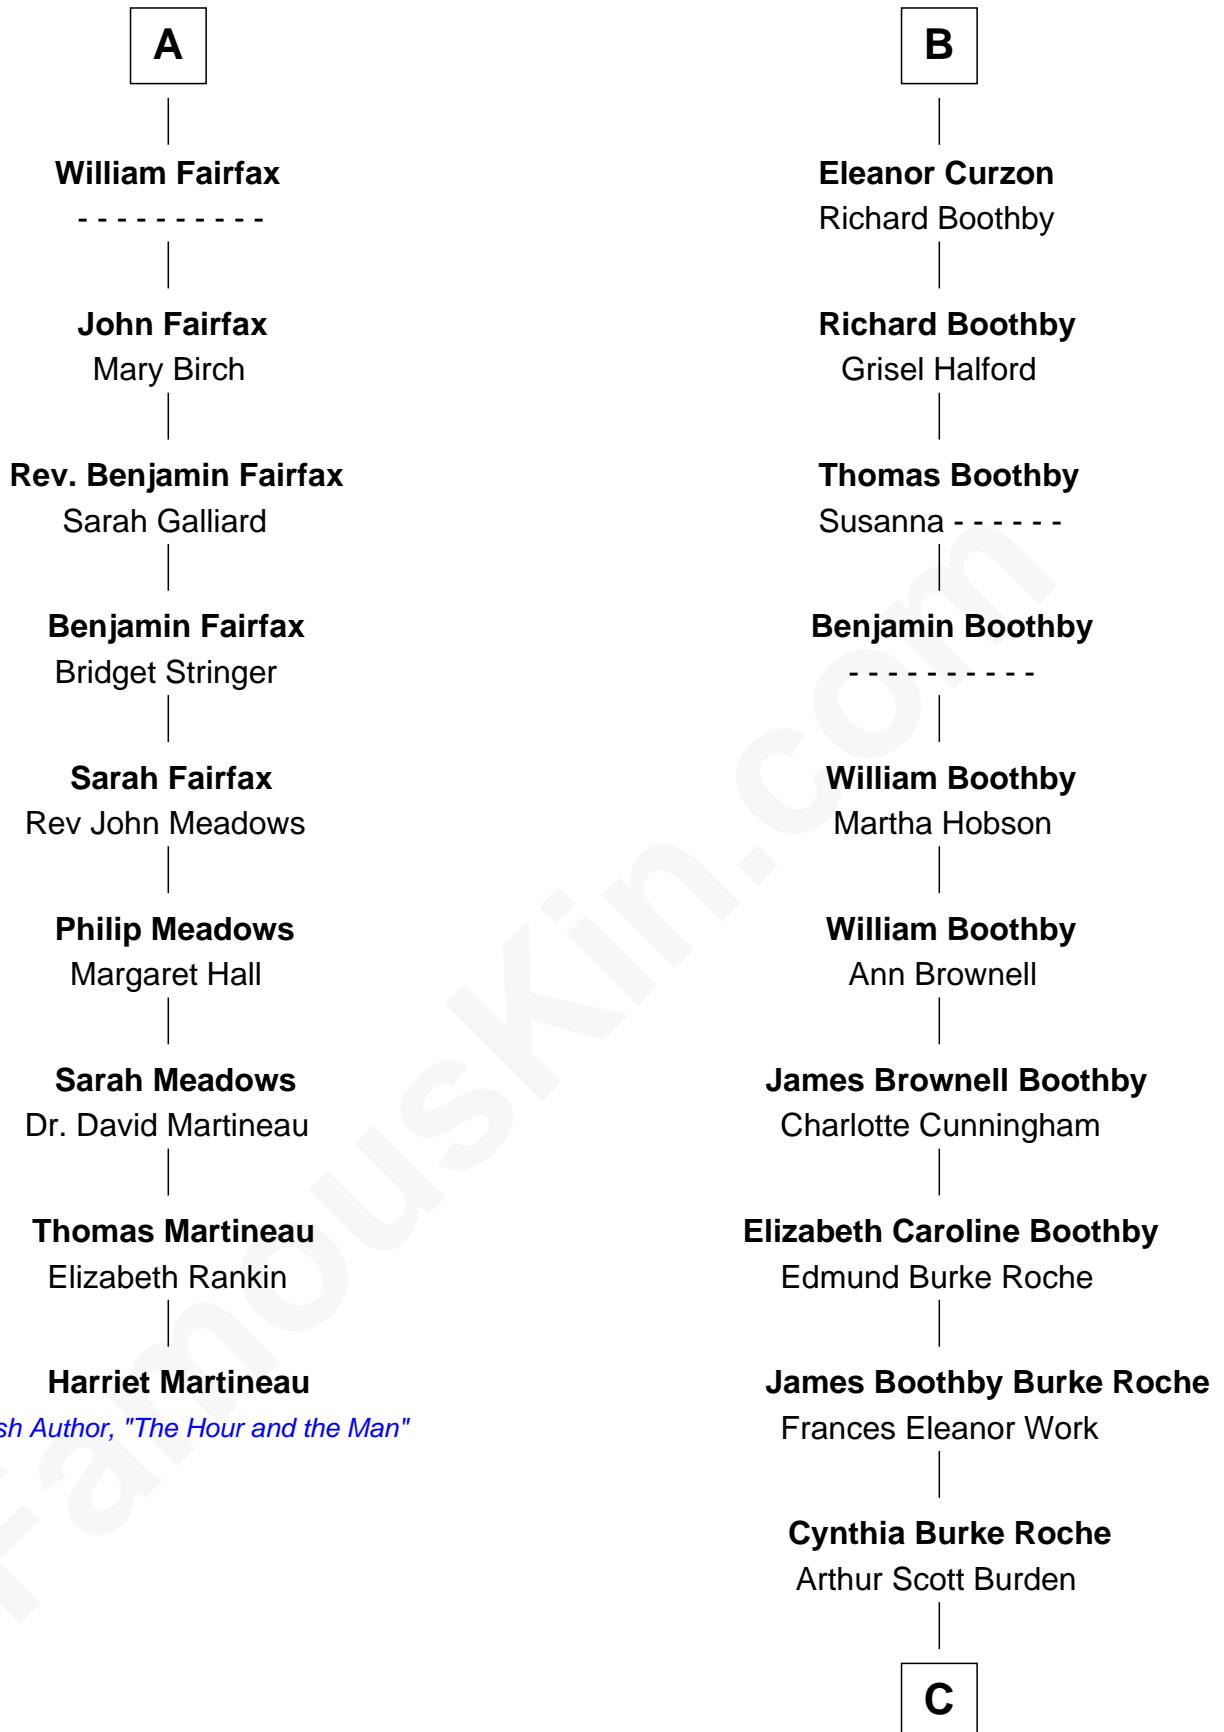 A
William Fairfax
- - - - - - - - - -
John Fairfax
Mary Birch
Rev. Benjamin Fairfax
Sarah Galliard
Benjamin Fairfax
Bridget Stringer
Sarah Fairfax
Rev John Meadows
Philip Meadows
Margaret Hall
Sarah Meadows
Dr. David Martineau
Thomas Martineau
Elizabeth Rankin
Harriet Martineau
sh Author, "The Hour and the Man"
B
Eleanor Curzon
Richard Boothby
Richard Boothby
Grisel Halford
Thomas Boothby
Susanna - - - - - -
Benjamin Boothby
- - - - - - - - - -
William Boothby
Martha Hobson
William Boothby
Ann Brownell
James Brownell Boothby
Charlotte Cunningham
Elizabeth Caroline Boothby
Edmund Burke Roche
James Boothby Burke Roche
Frances Eleanor Work
Cynthia Burke Roche
Arthur Scott Burden
C
FamousKin.com